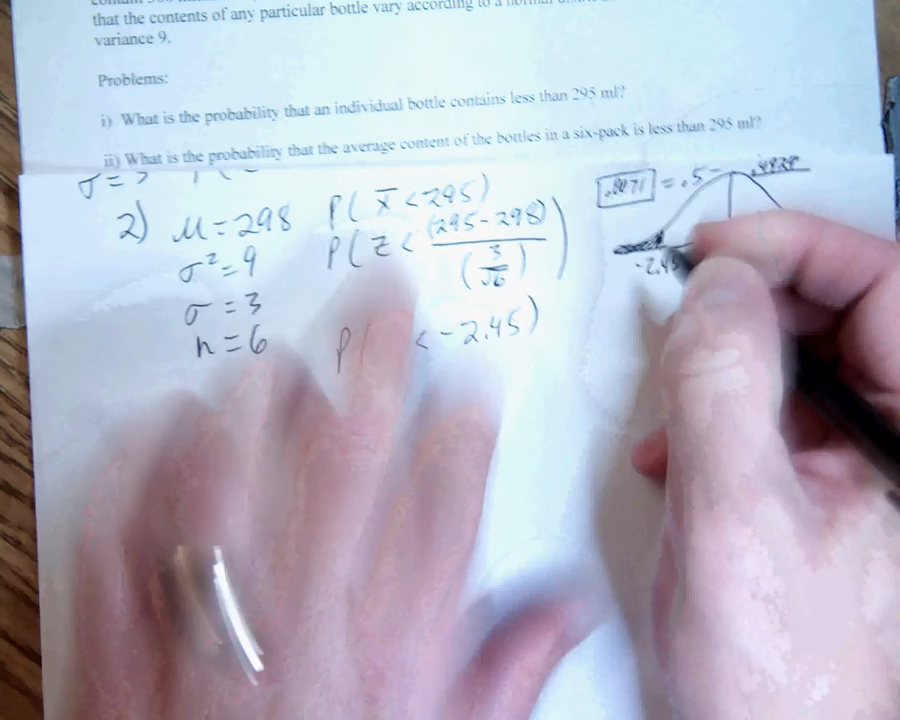 that the contents of any particular bottle vary according to a normal
variance 9.
Problems:
i) What is the probability that an individual bottle contains less than 295 ml?
ii) What is the probability that the average content of the bottles in a six-pack is less than 295 ml?
σ = 3
2) μ = 298
σ² = 9
σ = 3
n = 6
P( x̄ < 295)
P( Z < (295 - 298) / (3/√6) )
P( < -2.45)
.0071 = .5 - .4929
-2.45